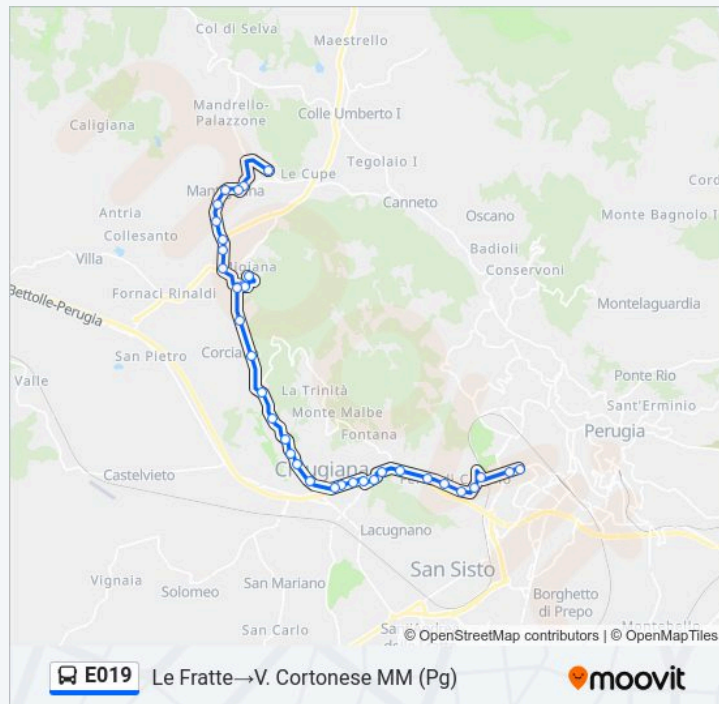 Col di Selva
Maestrello
Mandrello-
Palazzone
Colle Umberto I
Caligiana
Tegolaio I
Le Cupe
Cord
Canneto
Antria
Oscano
Monte Bagnolo I
Collesanto
Badioli
Villa
Conservoni
Bettolle-Perugia
Fornaci Rinaldi
Montelaguardia
San Pietro
Corcia
Valle
Ponte Rio
La Trinità
Sant'Erminio
Monte Malbe
Perugia
Fontana
Castelvieto
Lacugnano
San Sisto
Vignaia
San Mariano
Solomeo
Borghetto
di Prepo
San Carlo
© OpenStreetMap contributors | © OpenMapTiles
E019
Le Fratte→V. Cortonese MM (Pg)
moovit